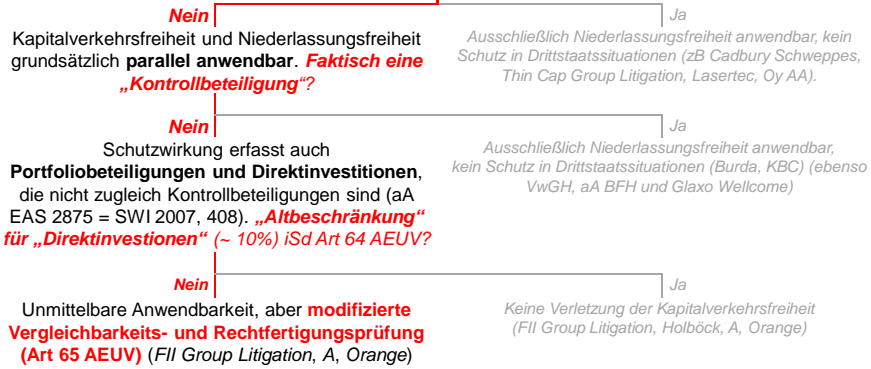 Nein
Kapitalverkehrsfreiheit und Niederlassungsfreiheit
grundsätzlich parallel anwendbar. Faktisch eine
„Kontrollbeteiligung“?
Ja
Ausschließlich Niederlassungsfreiheit anwendbar, kein
Schutz in Drittstaatssituationen (zB Cadbury Schweppes,
Thin Cap Group Litigation, Lasertec, Oy AA).
Nein
Schutzwirkung erfasst auch
Portfoliobeteiligungen und Direktinvestitionen,
die nicht zugleich Kontrollbeteiligungen sind (aA
EAS 2875 = SWI 2007, 408). „Altbeschränkung“
für „Direktinvestionen“ (~ 10%) iSd Art 64 AEUV?
Ja
Ausschließlich Niederlassungsfreiheit anwendbar,
kein Schutz in Drittstaatssituationen (Burda, KBC) (ebenso
VwGH, aA BFH und Glaxo Wellcome)
Nein
Unmittelbare Anwendbarkeit, aber modifizierte
Vergleichbarkeits- und Rechtfertigungsprüfung
(Art 65 AEUV) (FII Group Litigation, A, Orange)
Ja
Keine Verletzung der Kapitalverkehrsfreiheit
(FII Group Litigation, Holböck, A, Orange)